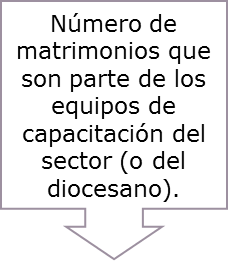 Número de
matrimonios que
son parte de los
equipos de
capacitación del
sector (o del
diocesano).